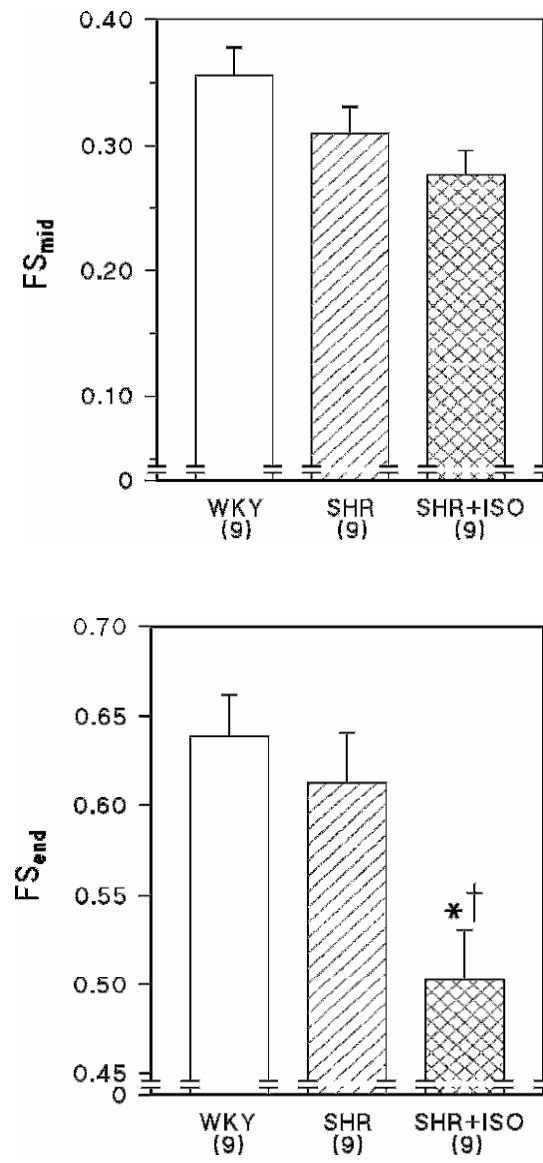 0.40
0.30
0.20
0.10
0
FSmid
WKY SHR SHR+ISO
(9) (9) (9)
0.70
0.65
0.60
0.55
0.50
0.45
0
FSend
*†
WKY SHR SHR+ISO
(9) (9) (9)